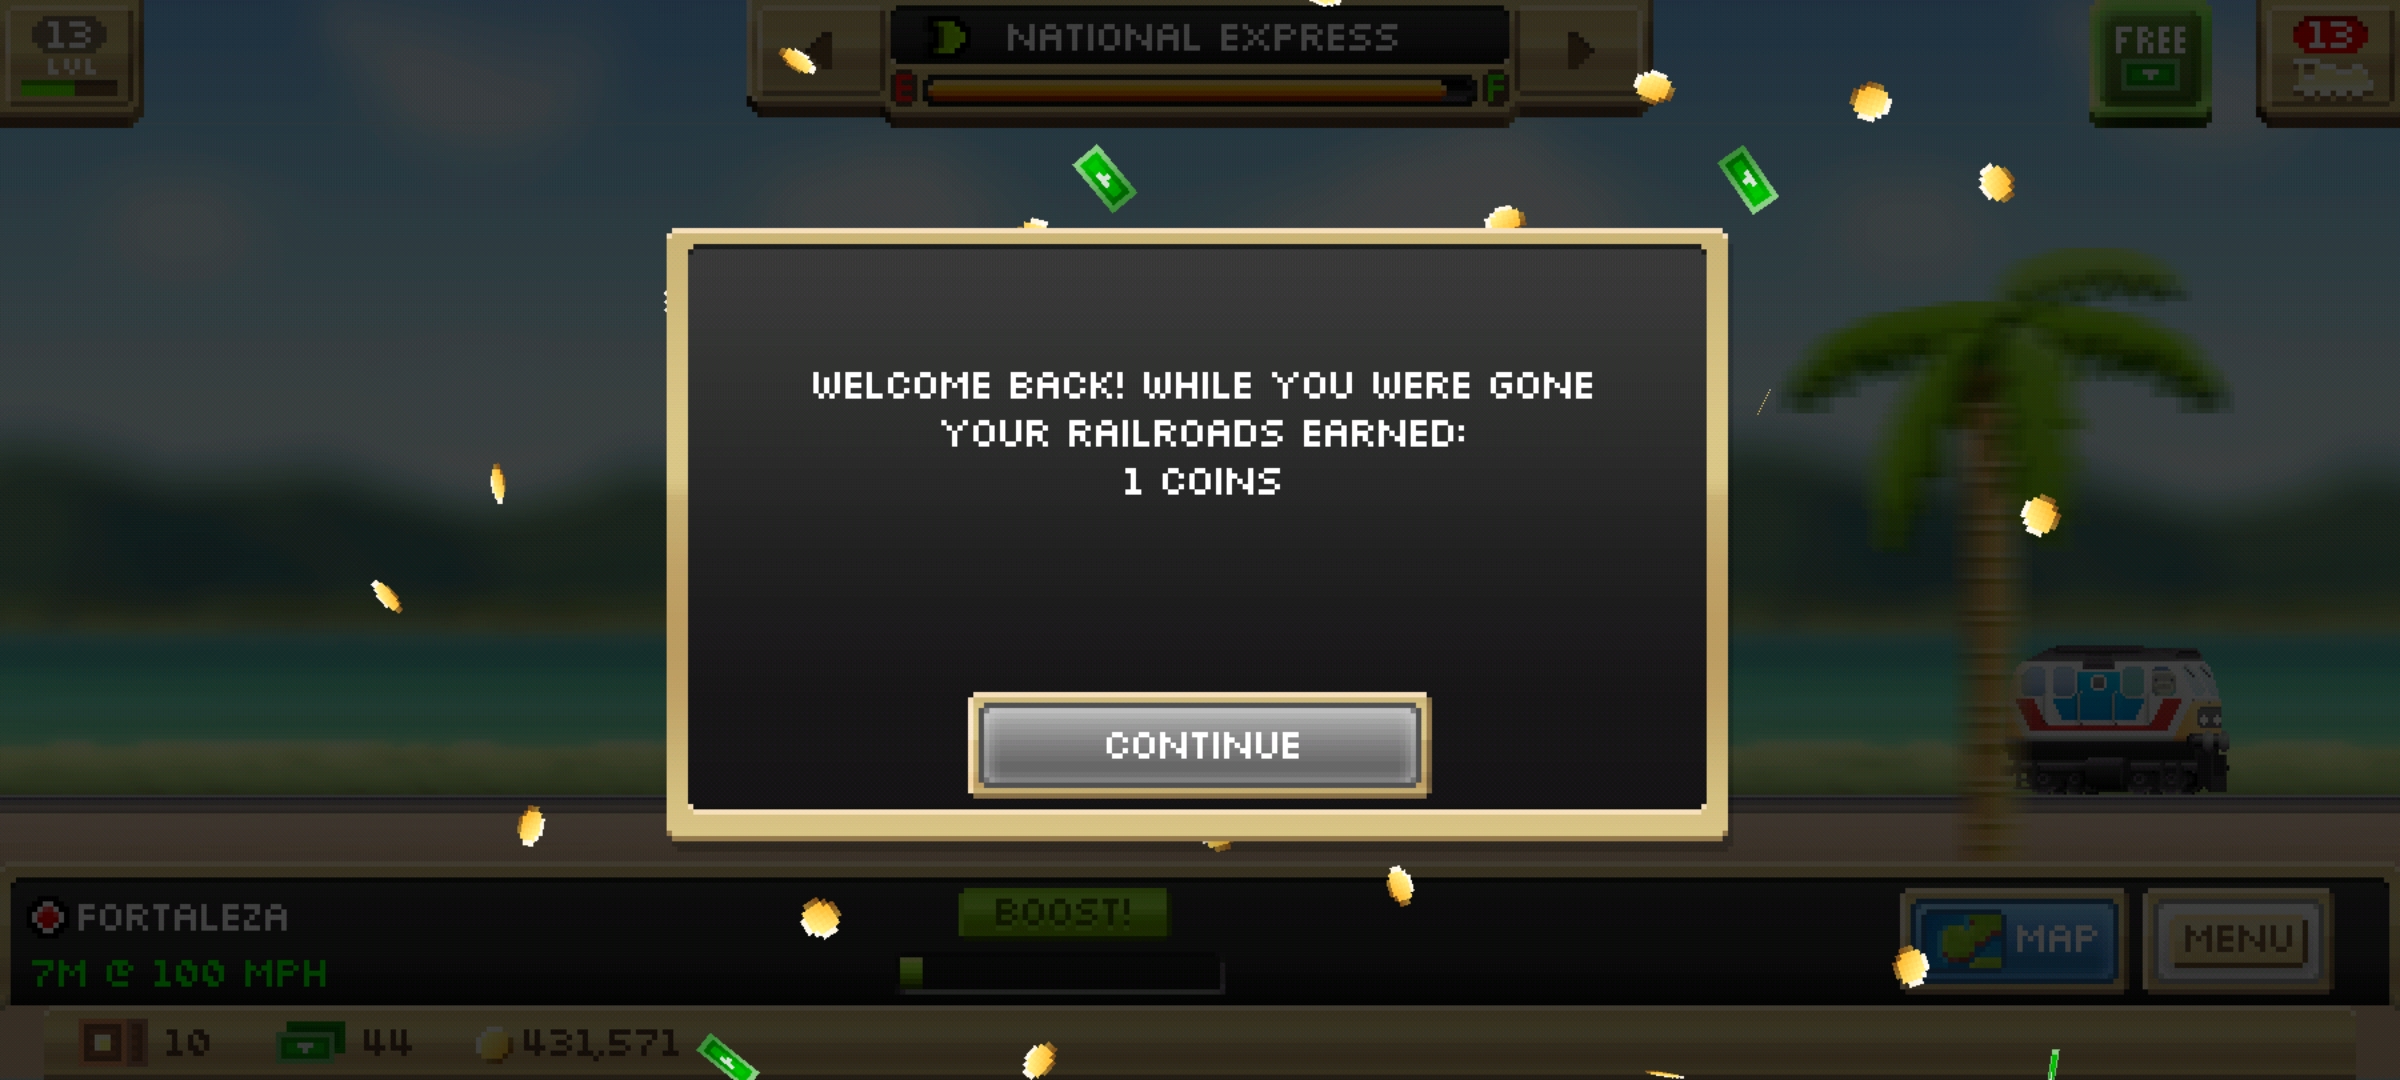 13
LVL
NATIONAL EXPRESS
E
F
FREE
13
WELCOME BACK! WHILE YOU WERE GONE
YOUR RAILROADS EARNED:
1 COINS
CONTINUE
FORTALEZA
7M @ 100 MPH
BOOST!
MAP
MENU
10
44
431,571